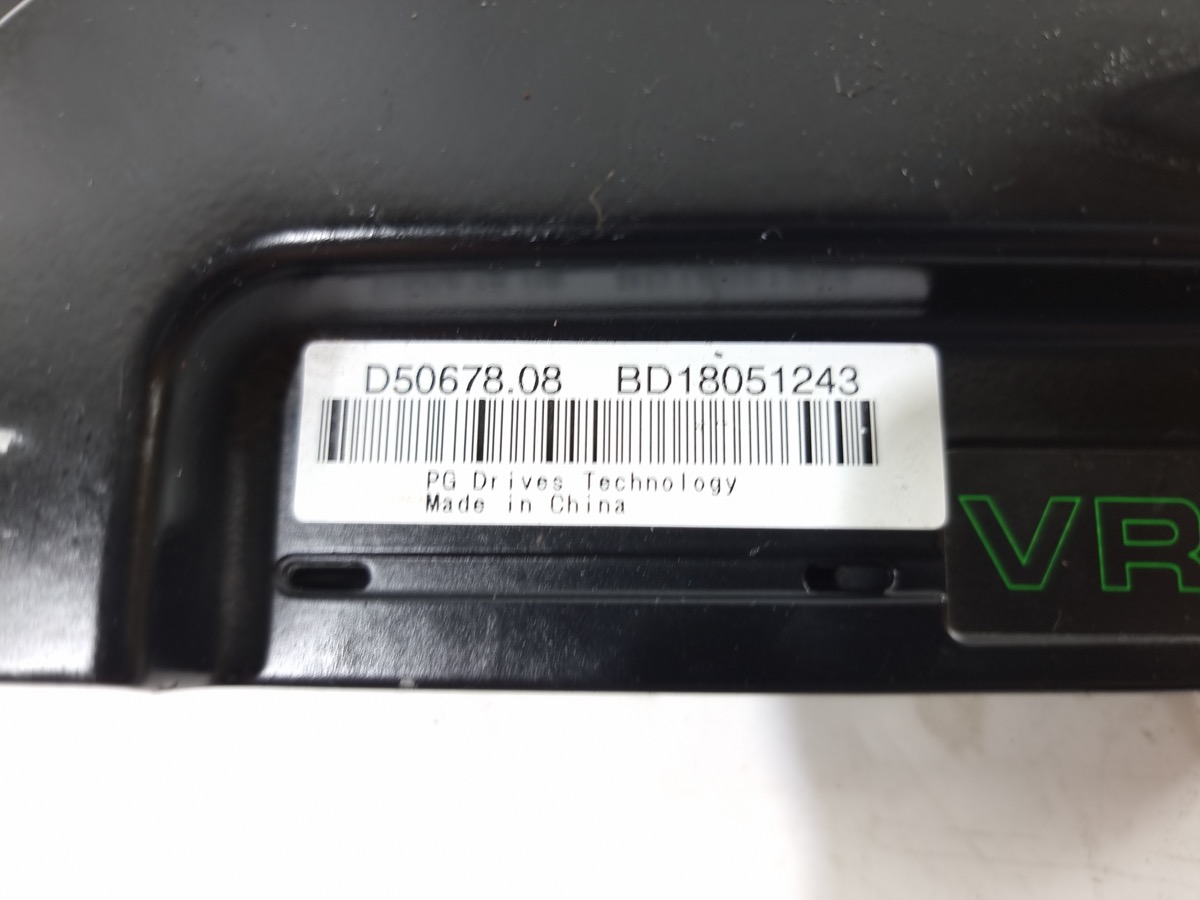 D50678.08 BD18051243
PG Drives Technology
Made in China
VR